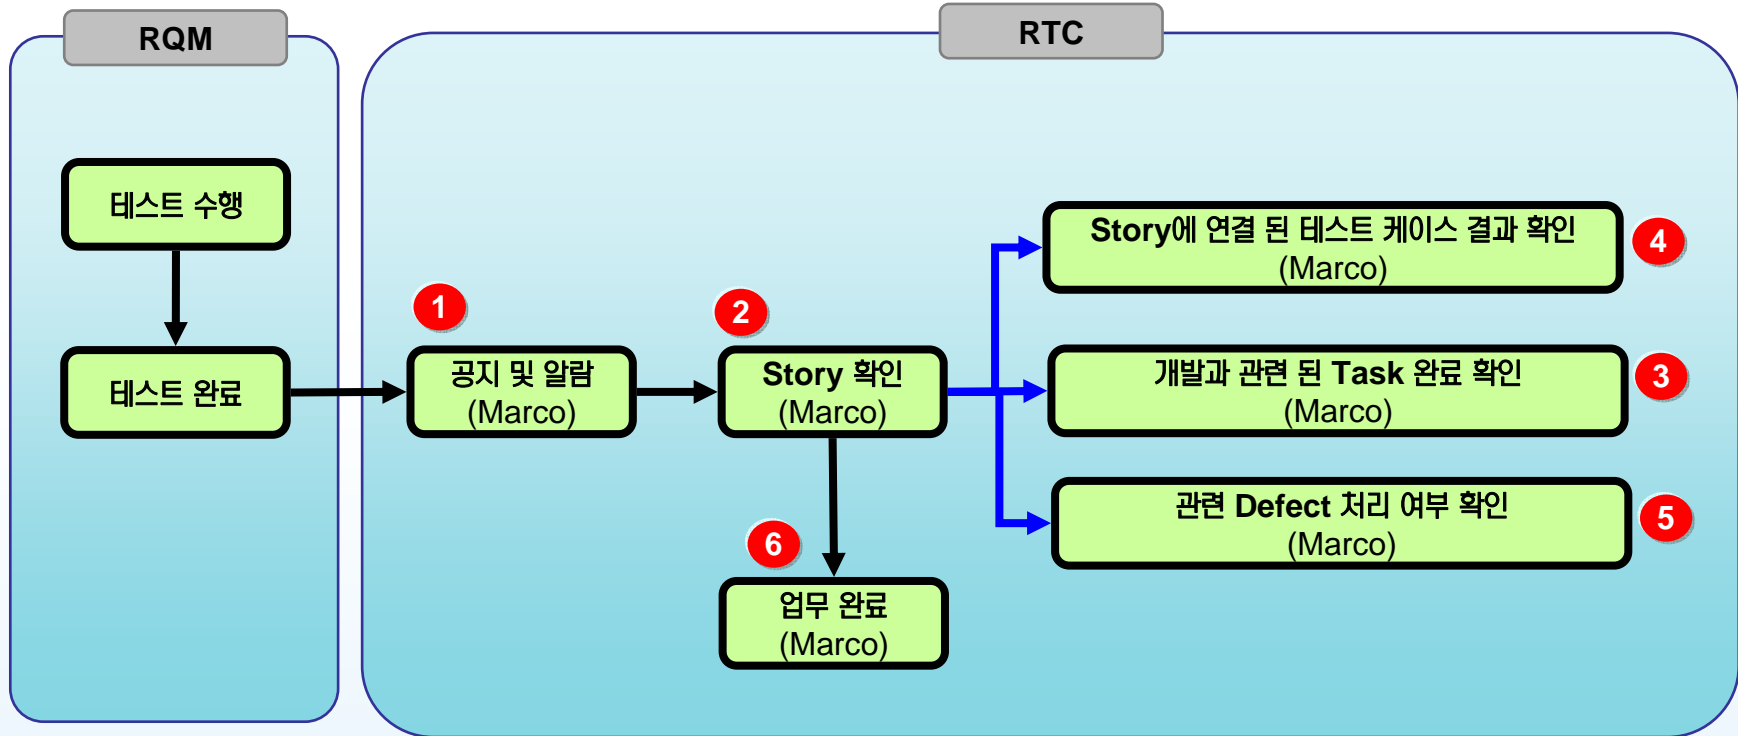 RQM
RTC
테스트 수행
테스트 완료
1
공지 및 알람
(Marco)
2
Story 확인
(Marco)
Story에 연결 된 테스트 케이스 결과 확인
(Marco)
4
개발과 관련 된 Task 완료 확인
(Marco)
3
관련 Defect 처리 여부 확인
(Marco)
5
6
업무 완료
(Marco)